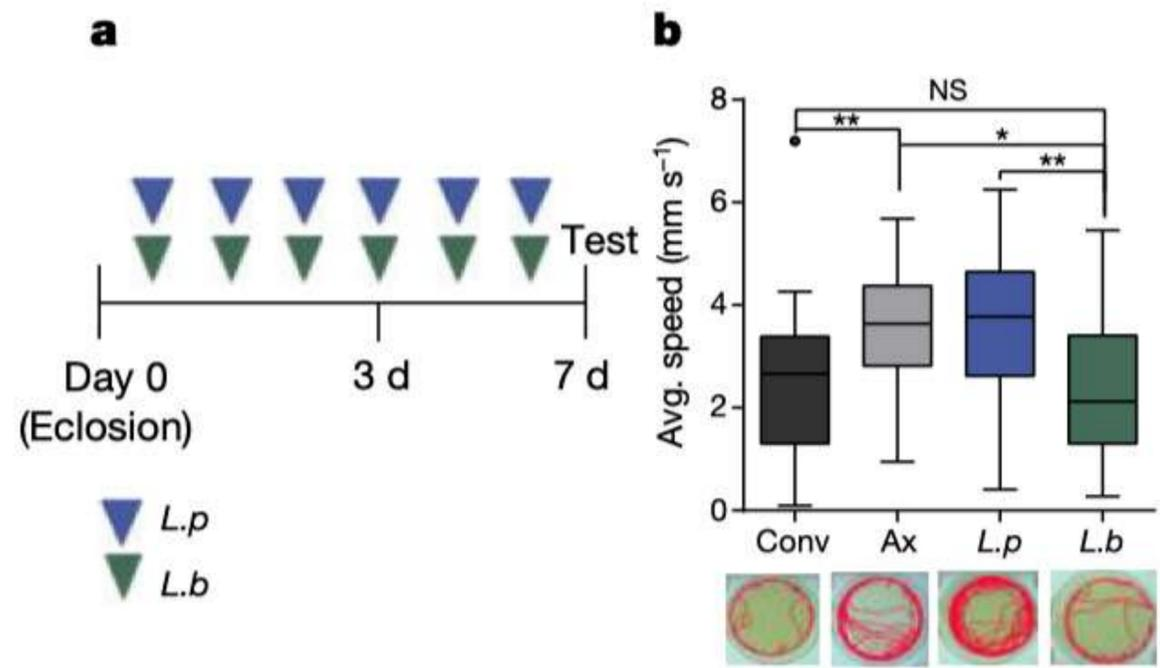 a
Test
Day 0
(Eclosion)
3 d
7 d
L.p
L.b
b
Avg. speed (mm s⁻¹)
8
6
4
2
0
NS
**
*
**
Conv
Ax
L.p
L.b